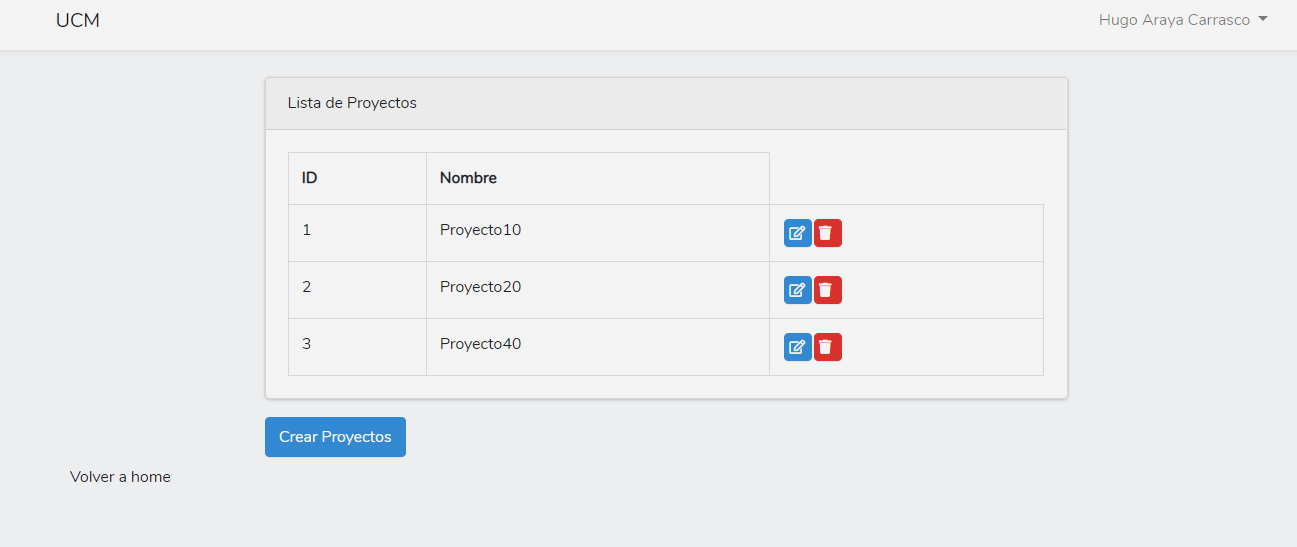 UCM
Hugo Araya Carrasco
Lista de Proyectos
ID Nombre
1 Proyecto10
2 Proyecto20
3 Proyecto40
Crear Proyectos
Volver a home